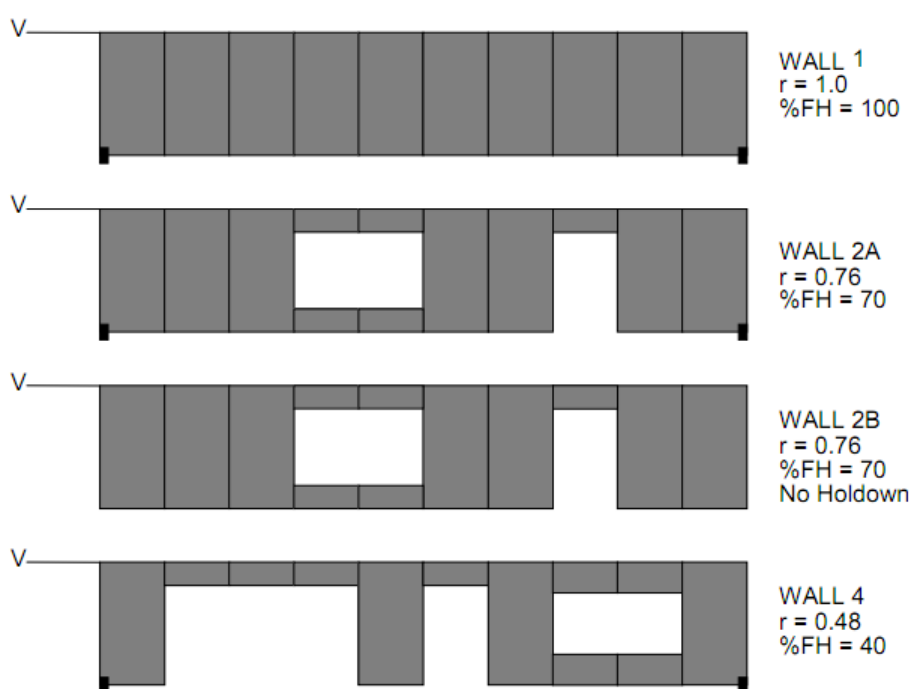 V
WALL 1
r = 1.0
%FH = 100
V
WALL 2A
r = 0.76
%FH = 70
V
WALL 2B
r = 0.76
%FH = 70
No Holdown
V
WALL 4
r = 0.48
%FH = 40